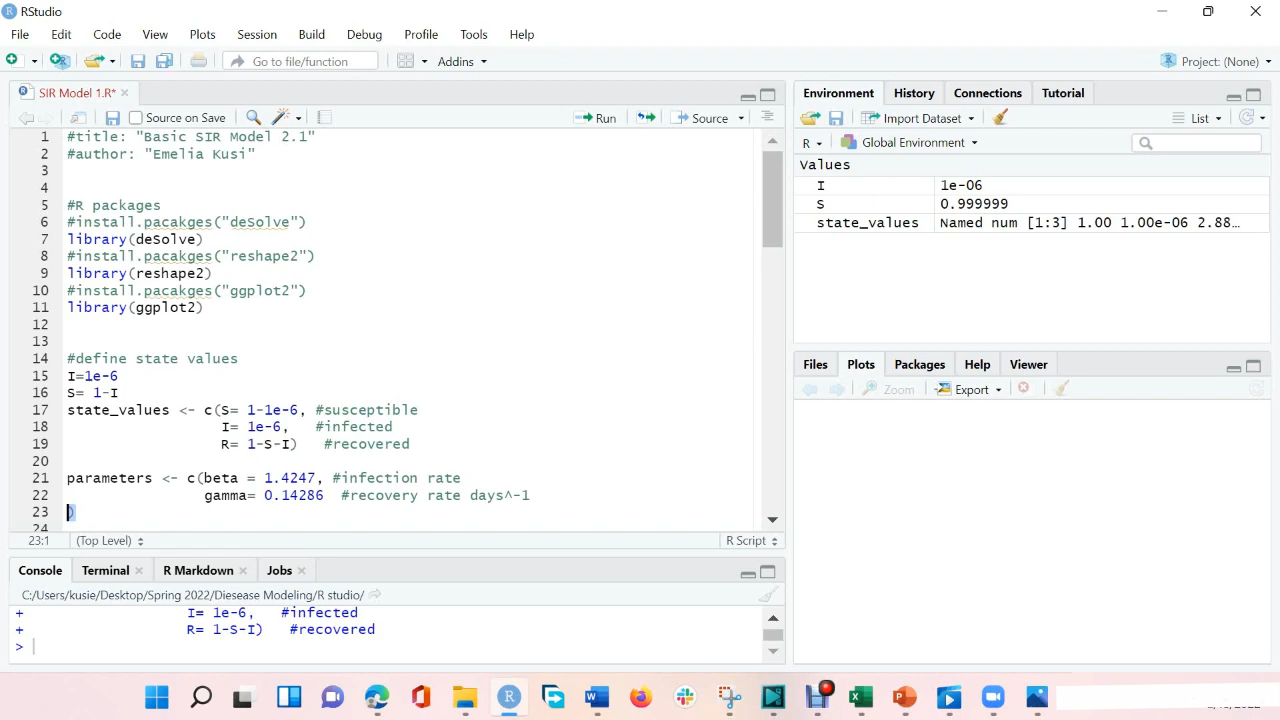 RStudio
File Edit Code View Plots Session Build Debug Profile Tools Help
Go to file/function Addins Project: (None)
SIR Model 1.R*
Source on Save Run Source
1 #title: "Basic SIR Model 2.1"
2 #author: "Emelia Kusi"
3
4
5 #R packages
6 #install.pacakges("deSolve")
7 library(deSolve)
8 #install.pacakges("reshape2")
9 library(reshape2)
10 #install.pacakges("ggplot2")
11 library(ggplot2)
12
13
14 #define state values
15 I=1e-6
16 S= 1-I
17 state_values <- c(S= 1-1e-6, #susceptible
18 I= 1e-6, #infected
19 R= 1-S-I) #recovered
20
21 parameters <- c(beta = 1.4247, #infection rate
22 gamma= 0.14286 #recovery rate days^-1
23 )
24
23:1 (Top Level) R Script
Console Terminal R Markdown Jobs
C:/Users/kusie/Desktop/Spring 2022/Diesease Modeling/R studio/
+ I= 1e-6, #infected
+ R= 1-S-I) #recovered
>
Environment History Connections Tutorial
Import Dataset List
R Global Environment
Values
I 1e-06
S 0.999999
state_values Named num [1:3] 1.00 1.00e-06 2.88…
Files Plots Packages Help Viewer
Zoom Export